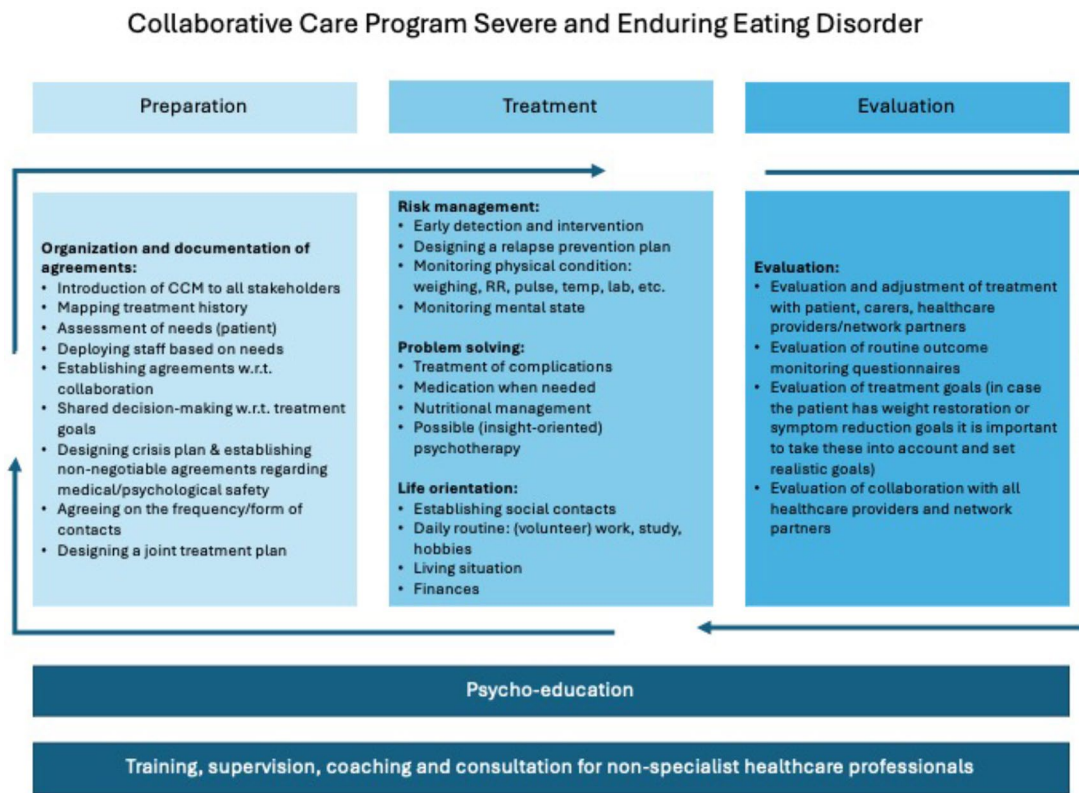 Collaborative Care Program Severe and Enduring Eating Disorder
Preparation
Treatment
Evaluation
Organization and documentation of
agreements:
• Introduction of CCM to all stakeholders
• Mapping treatment history
• Assessment of needs (patient)
• Deploying staff based on needs
• Establishing agreements w.r.t.
collaboration
• Shared decision-making w.r.t. treatment
goals
• Designing crisis plan & establishing
non-negotiable agreements regarding
medical/psychological safety
• Agreeing on the frequency/form of
contacts
• Designing a joint treatment plan
Risk management:
• Early detection and intervention
• Designing a relapse prevention plan
• Monitoring physical condition:
weighing, RR, pulse, temp, lab, etc.
• Monitoring mental state
Problem solving:
• Treatment of complications
• Medication when needed
• Nutritional management
• Possible (insight-oriented)
psychotherapy
Life orientation:
• Establishing social contacts
• Daily routine: (volunteer) work, study,
hobbies
• Living situation
• Finances
Evaluation:
• Evaluation and adjustment of treatment
with patient, carers, healthcare
providers/network partners
• Evaluation of routine outcome
monitoring questionnaires
• Evaluation of treatment goals (in case
the patient has weight restoration or
symptom reduction goals it is important
to take these into account and set
realistic goals)
• Evaluation of collaboration with all
healthcare providers and network
partners
Psycho-education
Training, supervision, coaching and consultation for non-specialist healthcare professionals